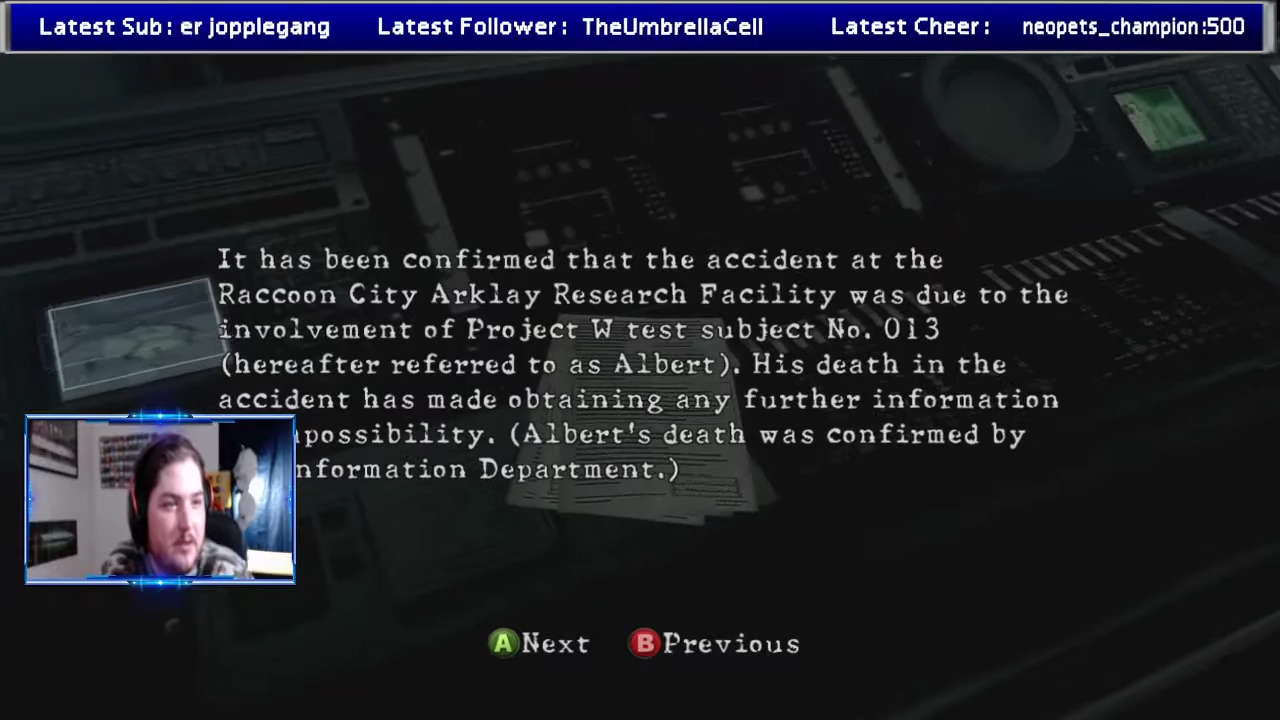 Latest Sub: er jopplegang Latest Follower: TheUmbrellaCell Latest Cheer: neopets_champion:500
It has been confirmed that the accident at the
Raccoon City Arklay Research Facility was due to the
involvement of Project W test subject No. 013
(hereafter referred to as Albert). His death in the
accident has made obtaining any further information
possibility. (Albert's death was confirmed by
nformation Department.)
A Next B Previous